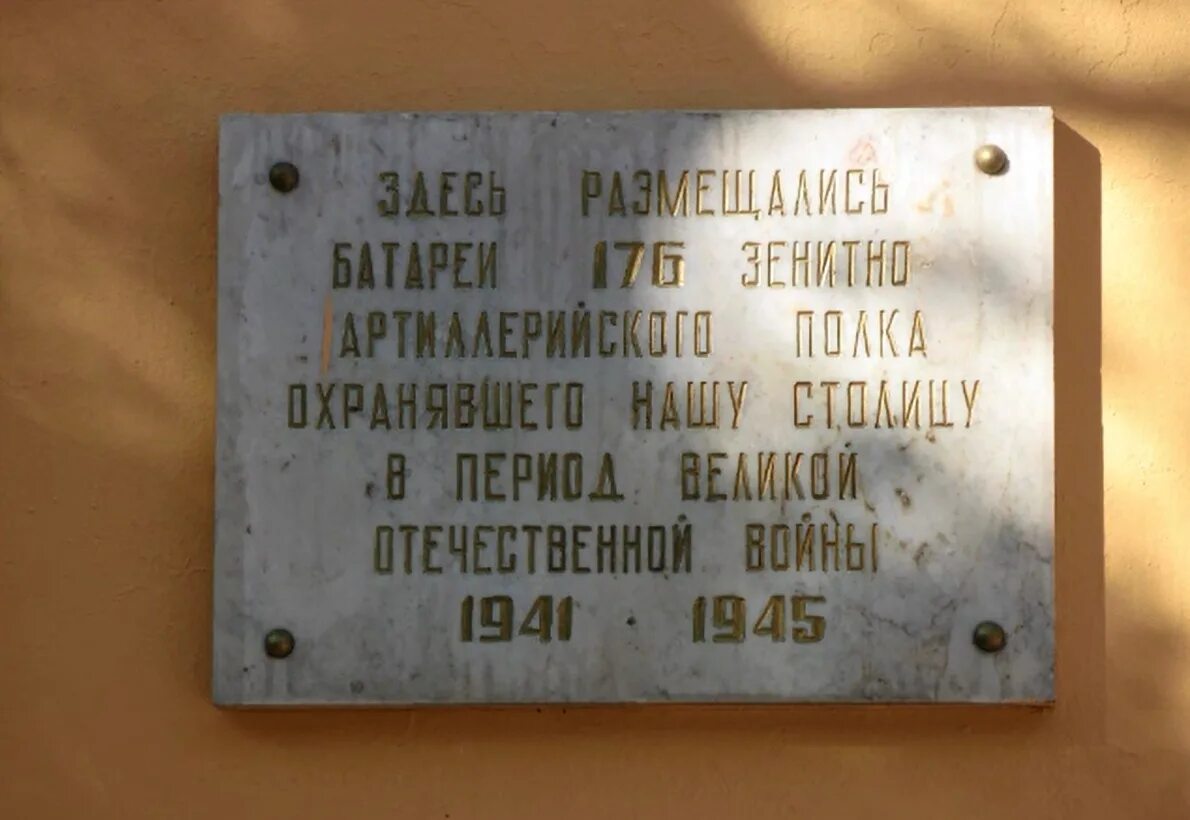 ЗДЕСЬ РАЗМЕЩАЛИСЬ
БАТАРЕИ 176 ЗЕНИТНО
АРТИЛЛЕРИЙСКОГО ПОЛКА
ОХРАНЯВШЕГО НАШУ СТОЛИЦУ
В ПЕРИОД ВЕЛИКОЙ
ОТЕЧЕСТВЕННОЙ ВОЙНЫ
1941 1945